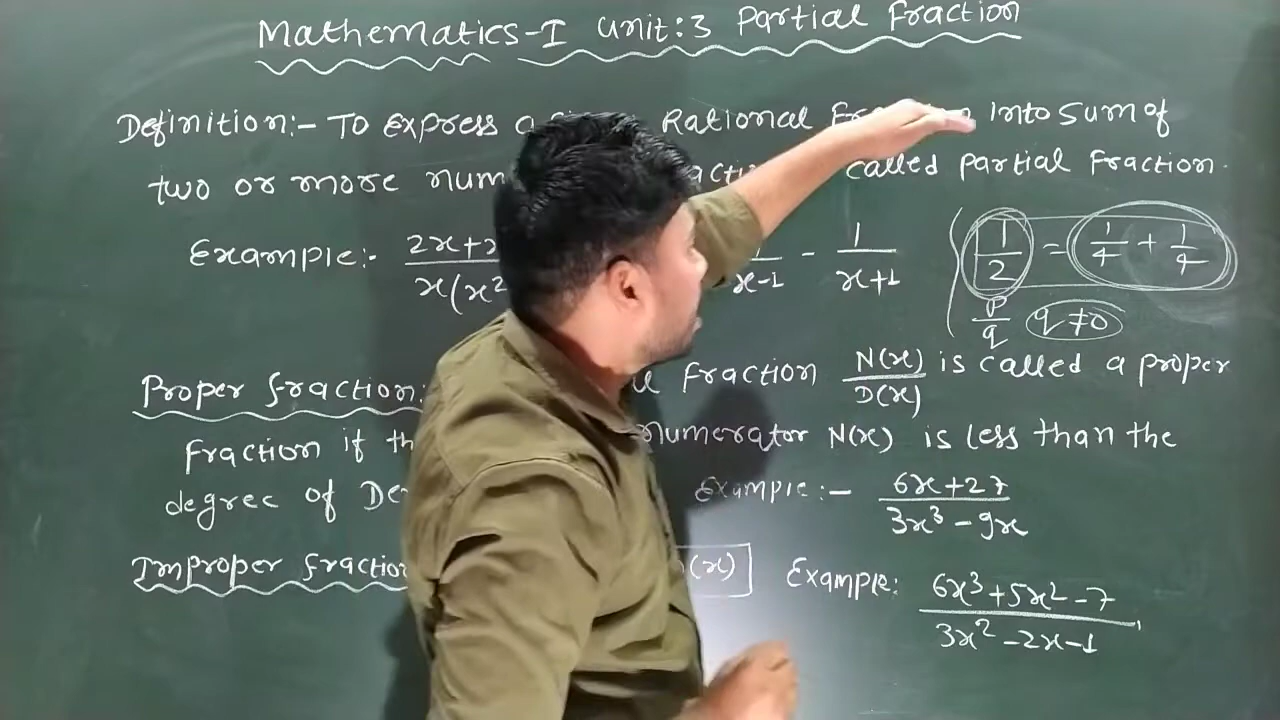 Mathematics-I Unit:3 Partial Fraction
Definition:- To Express a Rational into Sum of
two or more called partial Fraction.
Example:- 2x+ / x(x² 1/x-1 - 1/x+1 1/2 = 1/4 + 1/4
p/q q≠0
Proper fraction: Fraction N(x)/D(x) is called a proper
Fraction if numerator N(x) is less than the
degree of Example:- 6x+27 / 3x³-9x
Improper fraction (x) Example: 6x³+5x²-7 / 3x²-2x-1